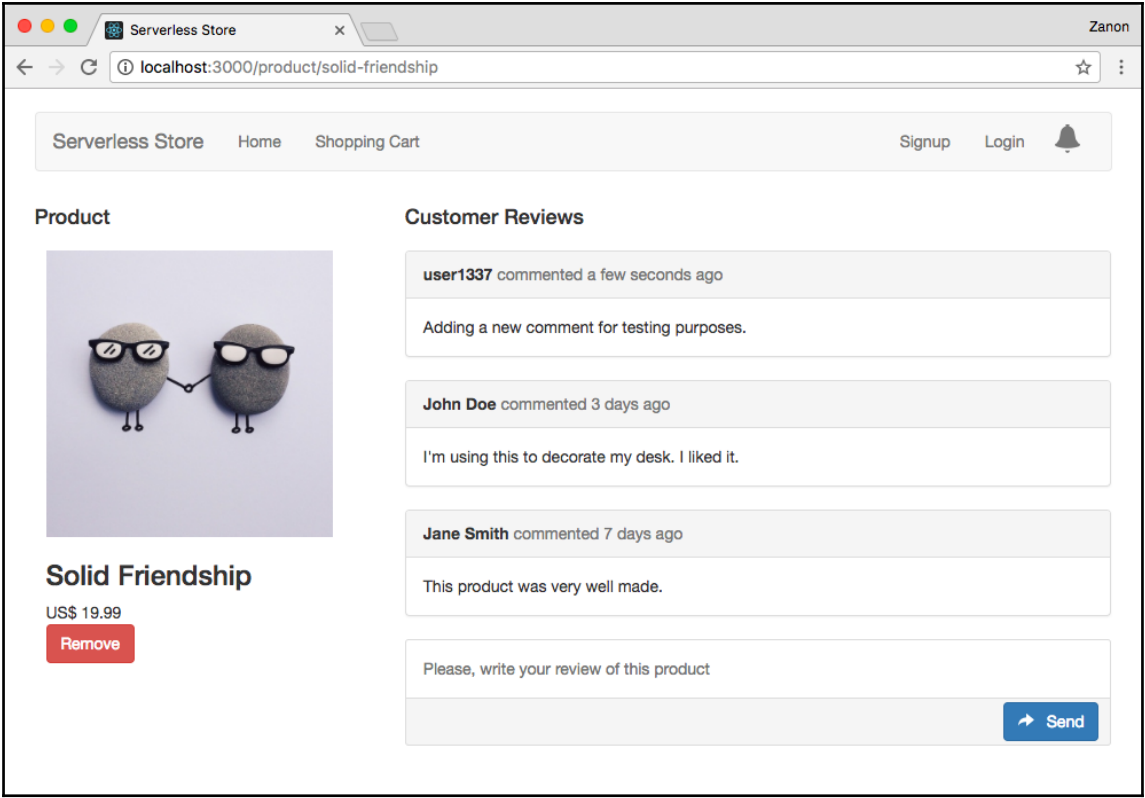 Serverless Store
Zanon
localhost:3000/product/solid-friendship
Serverless Store Home Shopping Cart Signup Login
Product
Solid Friendship
US$ 19.99
Remove
Customer Reviews
user1337 commented a few seconds ago
Adding a new comment for testing purposes.
John Doe commented 3 days ago
I'm using this to decorate my desk. I liked it.
Jane Smith commented 7 days ago
This product was very well made.
Please, write your review of this product
Send